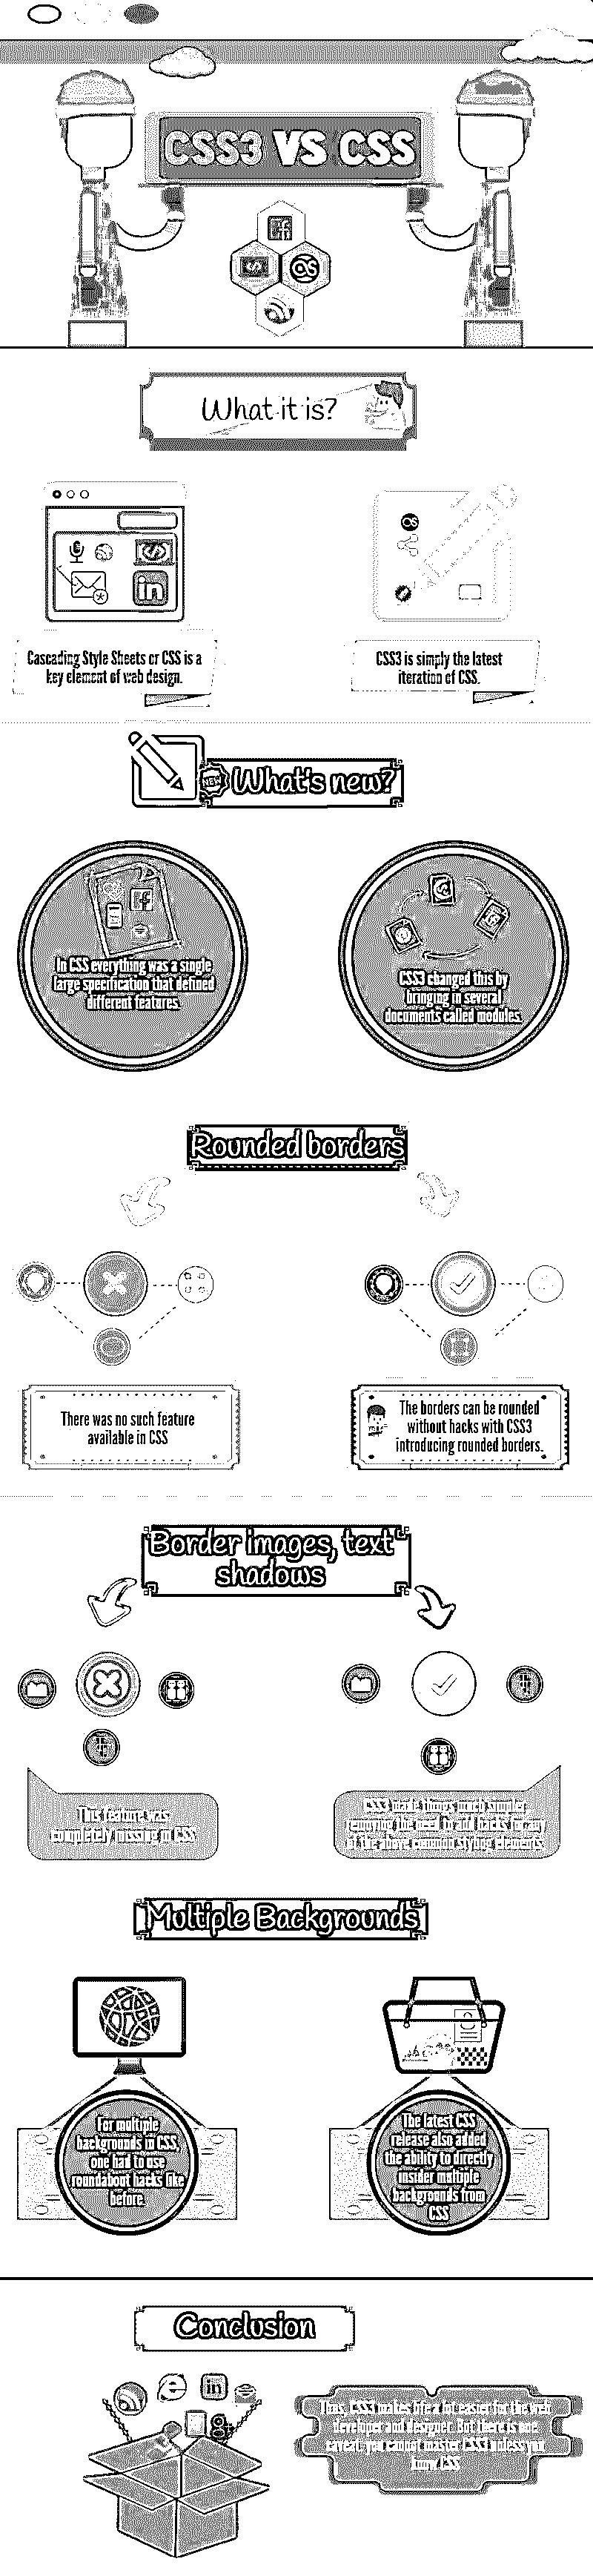 CSS3 VS CSS
What it is?
Cascading Style Sheets or CSS is a
key element of web design.
CSS3 is simply the latest
iteration of CSS.
NEW
What's new?
In CSS everything was a single
large specification that defined
different features.
CSS3 changed this by
bringing in several
documents called modules.
Rounded borders
There was no such feature
available in CSS
The borders can be rounded
without hacks with CSS3
introducing rounded borders.
Border images, text
shadows
This feature was
completely missing in CSS
CSS3 made things much simpler
removing the need to add hacks for any
of the above common styling elements.
Multiple Backgrounds
For multiple
backgrounds in CSS,
one had to use
roundabout hacks like
before.
The latest CSS
release also added
the ability to directly
insider multiple
backgrounds from
CSS
Conclusion
Thus, CSS3 makes life a lot easier for the web
developer and designer. But there is one
caveat: you cannot master CSS3 unless you
know CSS